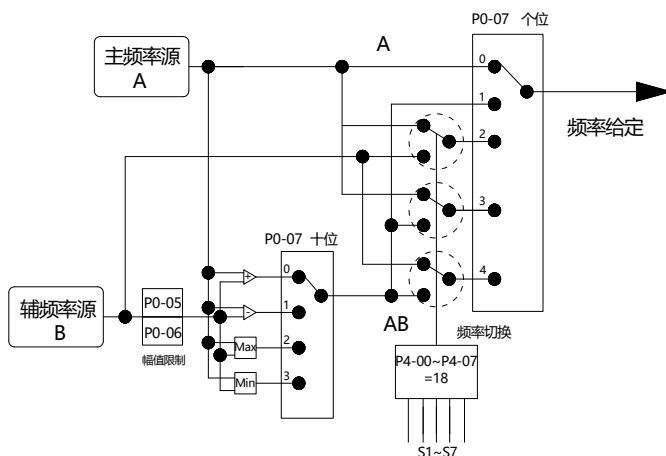 P0-07 个位
主频率源
A
A
0
1
2
3
4
频率给定
P0-07 十位
辅频率源
B
P0-05
P0-06
幅值限制
+
-
Max
Min
0
1
2
3
AB
频率切换
P4-00~P4-07
=18
S1~S7